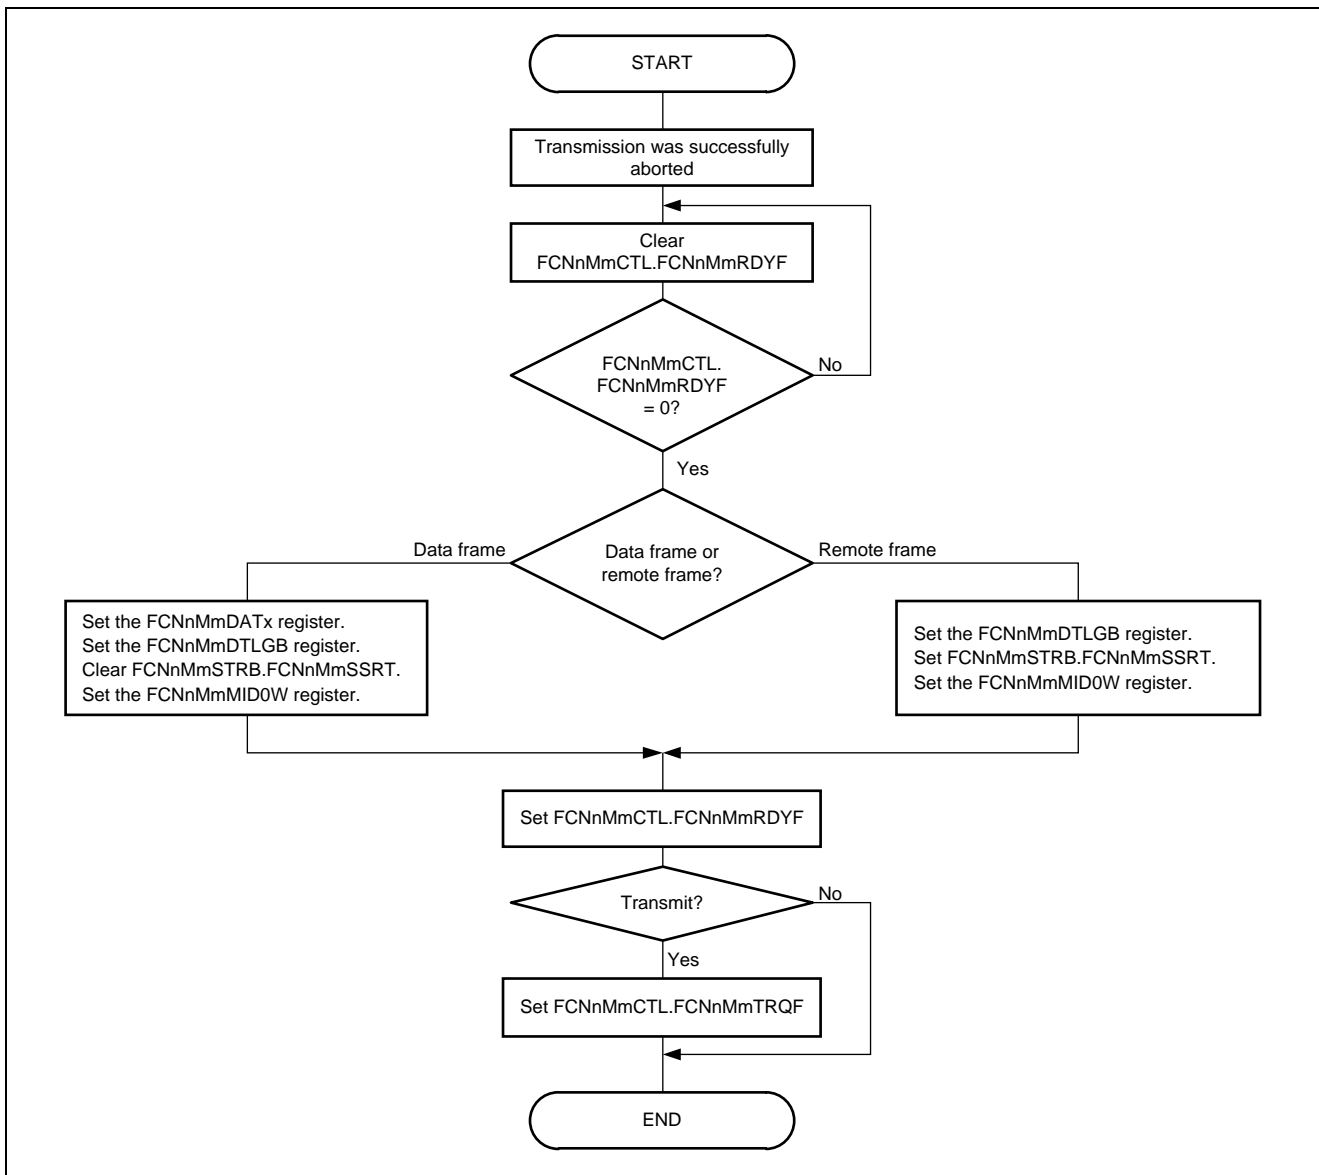 START
Transmission was successfully
aborted
Clear
FCNnMmCTL.FCNnMmRDYF
FCNnMmCTL.
FCNnMmRDYF
= 0?
No
Yes
Data frame
Data frame or
remote frame?
Remote frame
Set the FCNnMmDATx register.
Set the FCNnMmDTLGB register.
Clear FCNnMmSTRB.FCNnMmSSRT.
Set the FCNnMmMID0W register.
Set the FCNnMmDTLGB register.
Set FCNnMmSTRB.FCNnMmSSRT.
Set the FCNnMmMID0W register.
Set FCNnMmCTL.FCNnMmRDYF
Transmit?
No
Yes
Set FCNnMmCTL.FCNnMmTRQF
END